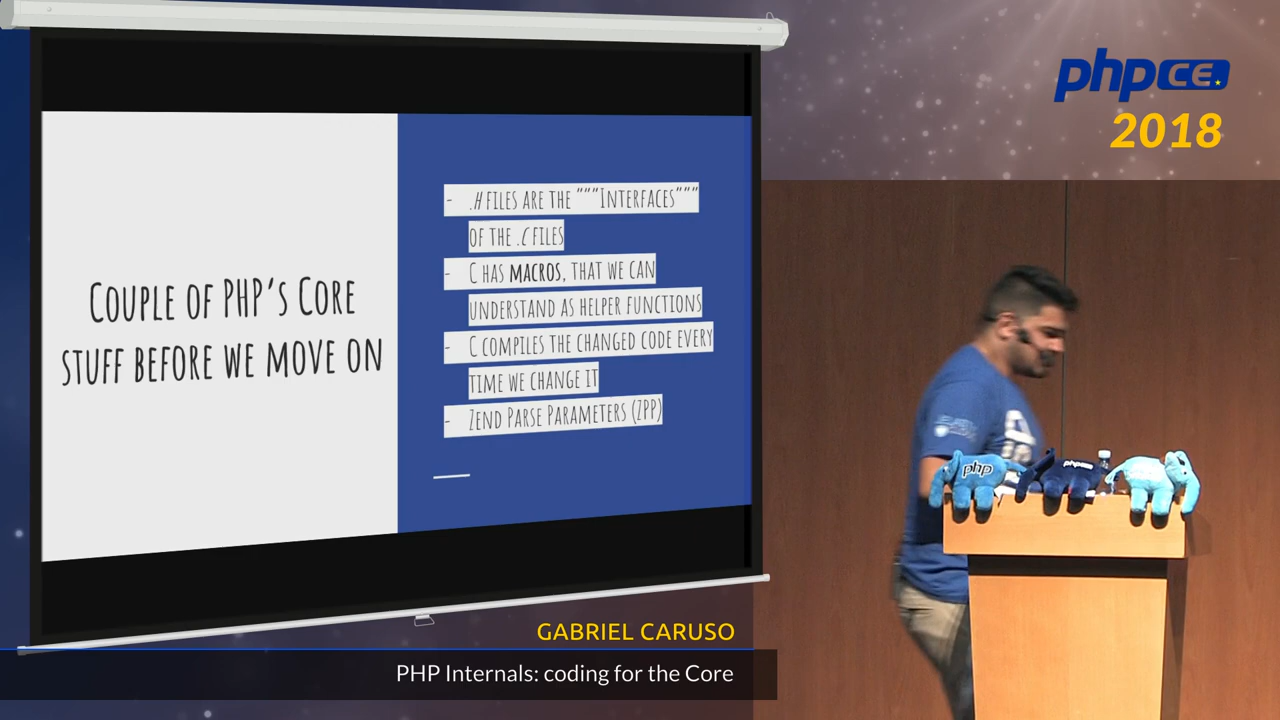 phpce.
2018
Couple of PHP's Core
stuff before we move on
- .H files are the """Interfaces"""
of the .C files
- C has macros, that we can
understand as helper functions
- C compiles the changed code every
time we change it
- Zend Parse Parameters (ZPP)
php
phpce
GABRIEL CARUSO
PHP Internals: coding for the Core